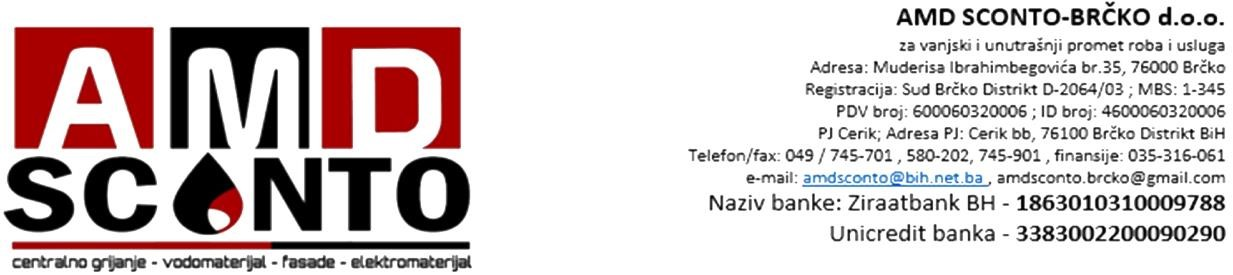 AMD
SCONTO
centralno grijanje - vodomaterijal - fasade - elektromaterijal
AMD SCONTO-BRČKO d.o.o.
za vanjski i unutrašnji promet roba i usluga
Adresa: Muderisa Ibrahimbegovića br.35, 76000 Brčko
Registracija: Sud Brčko Distrikt D-2064/03 ; MBS: 1-345
PDV broj: 600060320006 ; ID broj: 4600060320006
PJ Cerik; Adresa PJ: Cerik bb, 76100 Brčko Distrikt BiH
Telefon/fax: 049 / 745-701 , 580-202, 745-901 , finansije: 035-316-061
e-mail: amdsconto@bih.net.ba , amdsconto.brcko@gmail.com
Naziv banke: Ziraatbank BH - 1863010310009788
Unicredit banka - 3383002200090290